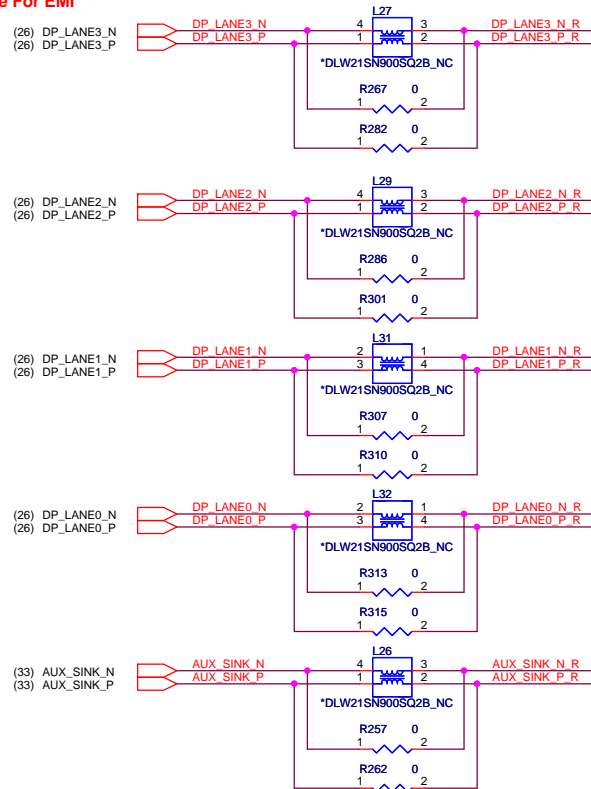 e For EMI
L27
(26) DP_LANE3_N DP_LANE3_N 4 3 DP_LANE3_N_R
(26) DP_LANE3_P DP_LANE3_P 1 2 DP_LANE3_P_R
*DLW21SN900SQ2B_NC
R267 0
1 2
R282 0
1 2
L29
(26) DP_LANE2_N DP_LANE2_N 4 3 DP_LANE2_N_R
(26) DP_LANE2_P DP_LANE2_P 1 2 DP_LANE2_P_R
*DLW21SN900SQ2B_NC
R286 0
1 2
R301 0
1 2
L31
(26) DP_LANE1_N DP_LANE1_N 2 1 DP_LANE1_N_R
(26) DP_LANE1_P DP_LANE1_P 3 4 DP_LANE1_P_R
*DLW21SN900SQ2B_NC
R307 0
1 2
R310 0
1 2
L32
(26) DP_LANE0_N DP_LANE0_N 2 1 DP_LANE0_N_R
(26) DP_LANE0_P DP_LANE0_P 3 4 DP_LANE0_P_R
*DLW21SN900SQ2B_NC
R313 0
1 2
R315 0
1 2
L26
(33) AUX_SINK_N AUX_SINK_N 4 3 AUX_SINK_N_R
(33) AUX_SINK_P AUX_SINK_P 1 2 AUX_SINK_P_R
*DLW21SN900SQ2B_NC
R257 0
1 2
R262 0
1 2